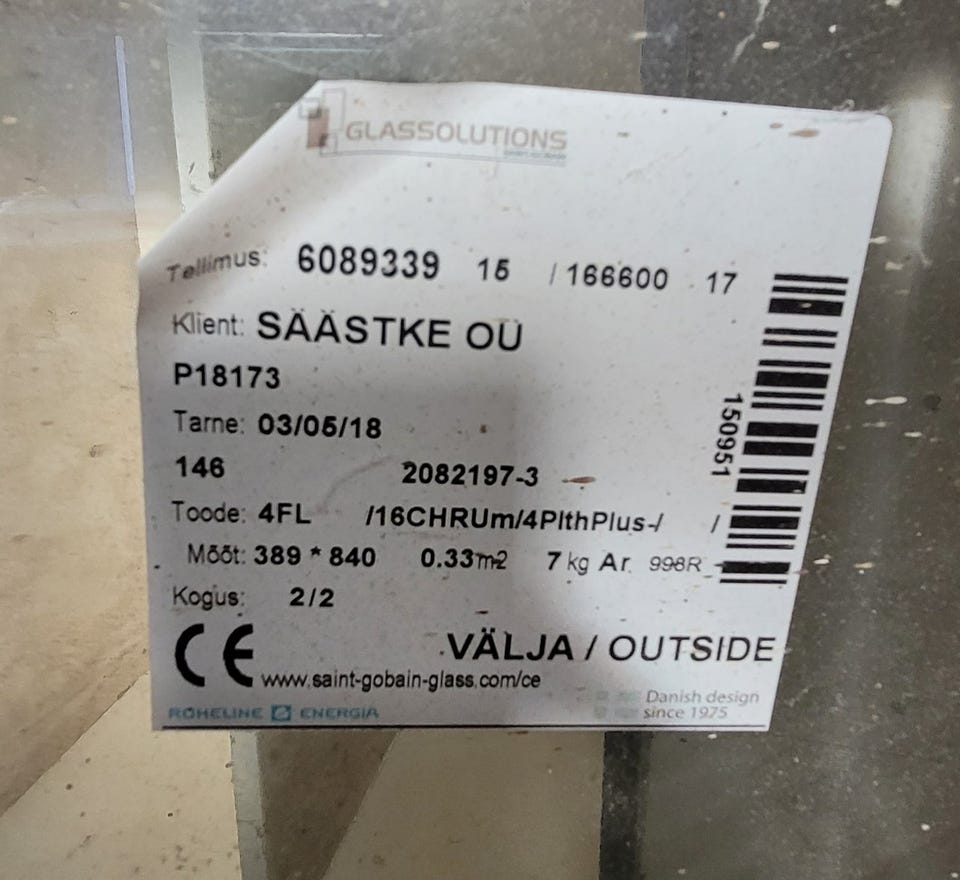 GLASSOLUTIONS
Tellimus: 6089339 15 / 166600 17
Klient: SÄÄSTKE OÜ
P18173
Tarne: 03/05/18
146 2082197-3
Toode: 4FL /16CHRUm/4PlthPlus-/ /
Mõõt: 389 * 840 0.33m2 7 kg Ar 998R
Kogus: 2/2
CE VÄLJA / OUTSIDE
www.saint-gobain-glass.com/ce
ROHELINE ENERGIA
Danish design
since 1975
150951